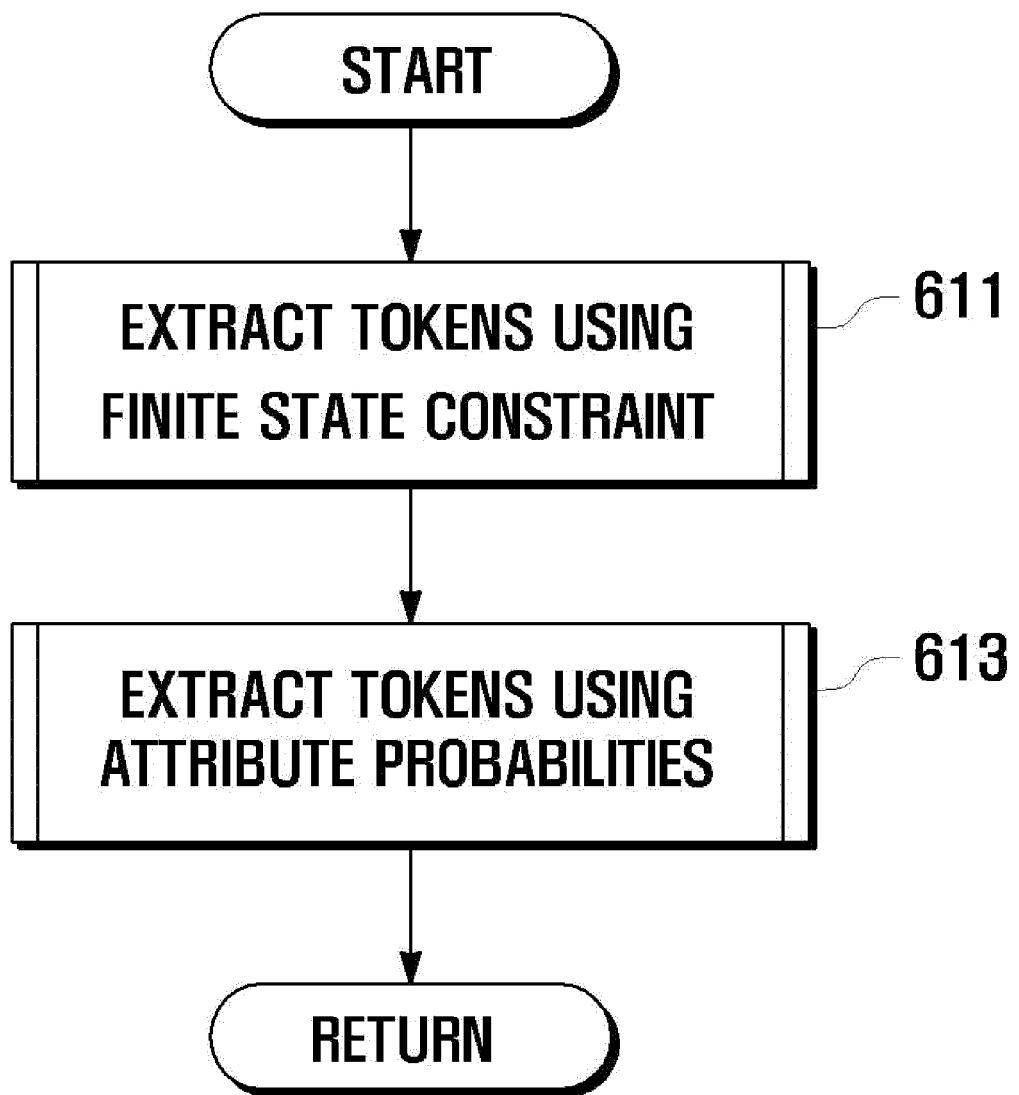 START
EXTRACT TOKENS USING
FINITE STATE CONSTRAINT
611
EXTRACT TOKENS USING
ATTRIBUTE PROBABILITIES
613
RETURN